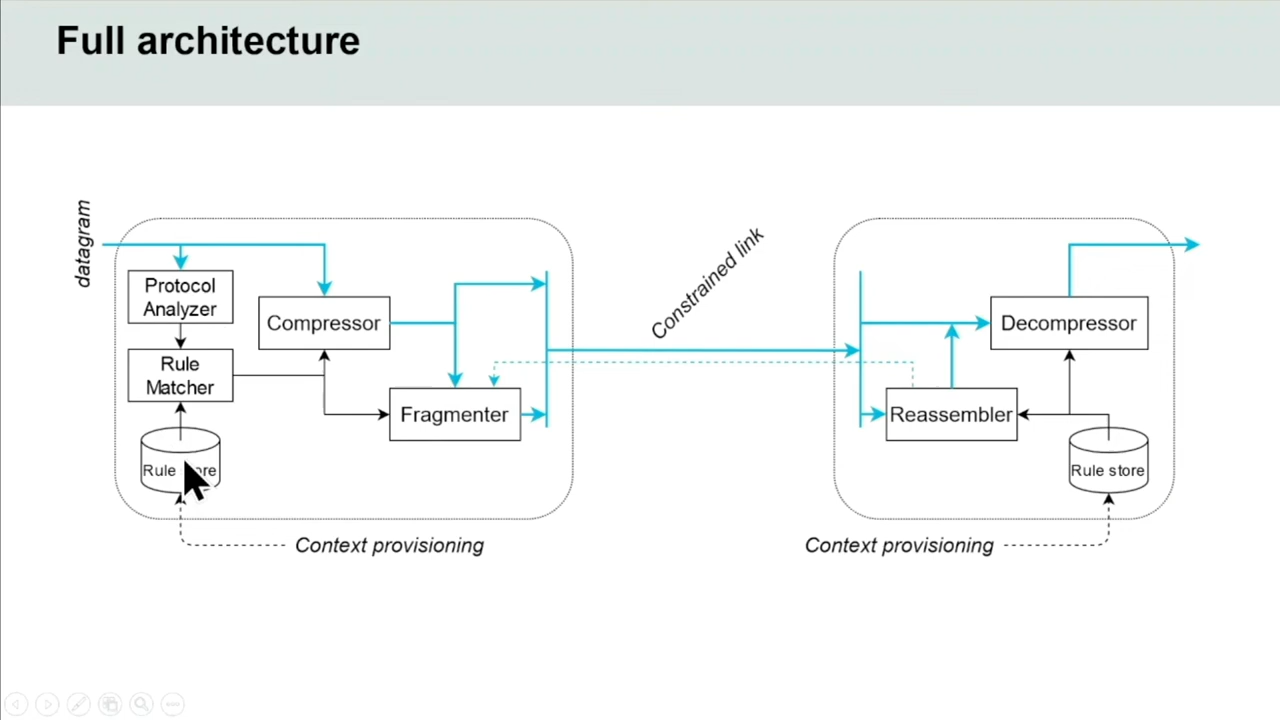 Full architecture
datagram
Protocol
Analyzer
Rule
Matcher
Rule
Compressor
Fragmenter
Context provisioning
Constrained link
Decompressor
Reassembler
Rule store
Context provisioning